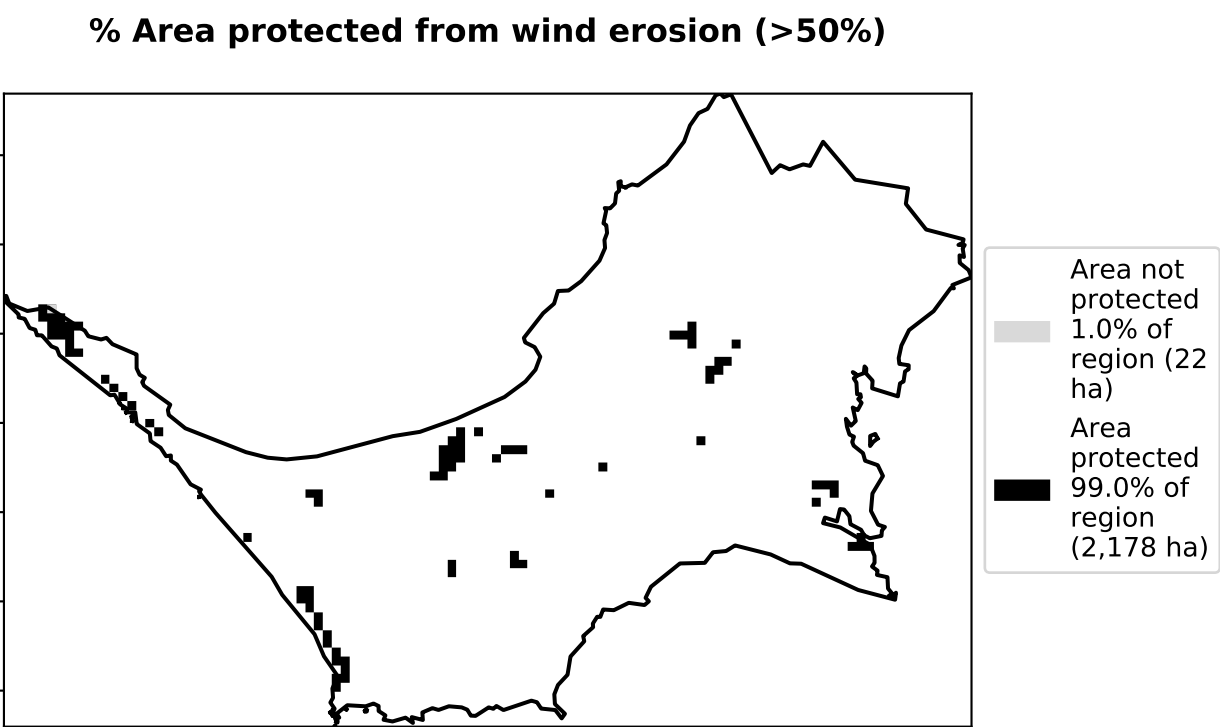 % Area protected from wind erosion (>50%)
Area not
protected
1.0% of
region (22
ha)
Area
protected
99.0% of
region
(2,178 ha)